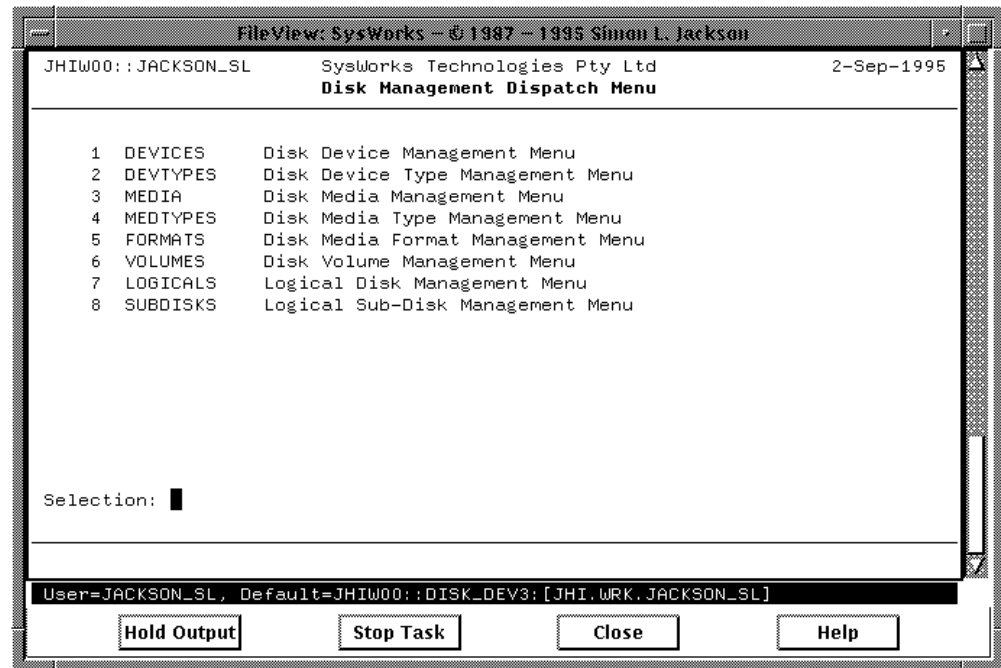 FileView: SysWorks – © 1987 – 1995 Simon L. Jackson
JHIW00::JACKSON_SL SysWorks Technologies Pty Ltd 2-Sep-1995
Disk Management Dispatch Menu
1 DEVICES Disk Device Management Menu
2 DEVTYPES Disk Device Type Management Menu
3 MEDIA Disk Media Management Menu
4 MEDTYPES Disk Media Type Management Menu
5 FORMATS Disk Media Format Management Menu
6 VOLUMES Disk Volume Management Menu
7 LOGICALS Logical Disk Management Menu
8 SUBDISKS Logical Sub-Disk Management Menu
Selection:
User=JACKSON_SL, Default=JHIW00::DISK_DEV3:[JHI.WRK.JACKSON_SL]
Hold Output Stop Task Close Help